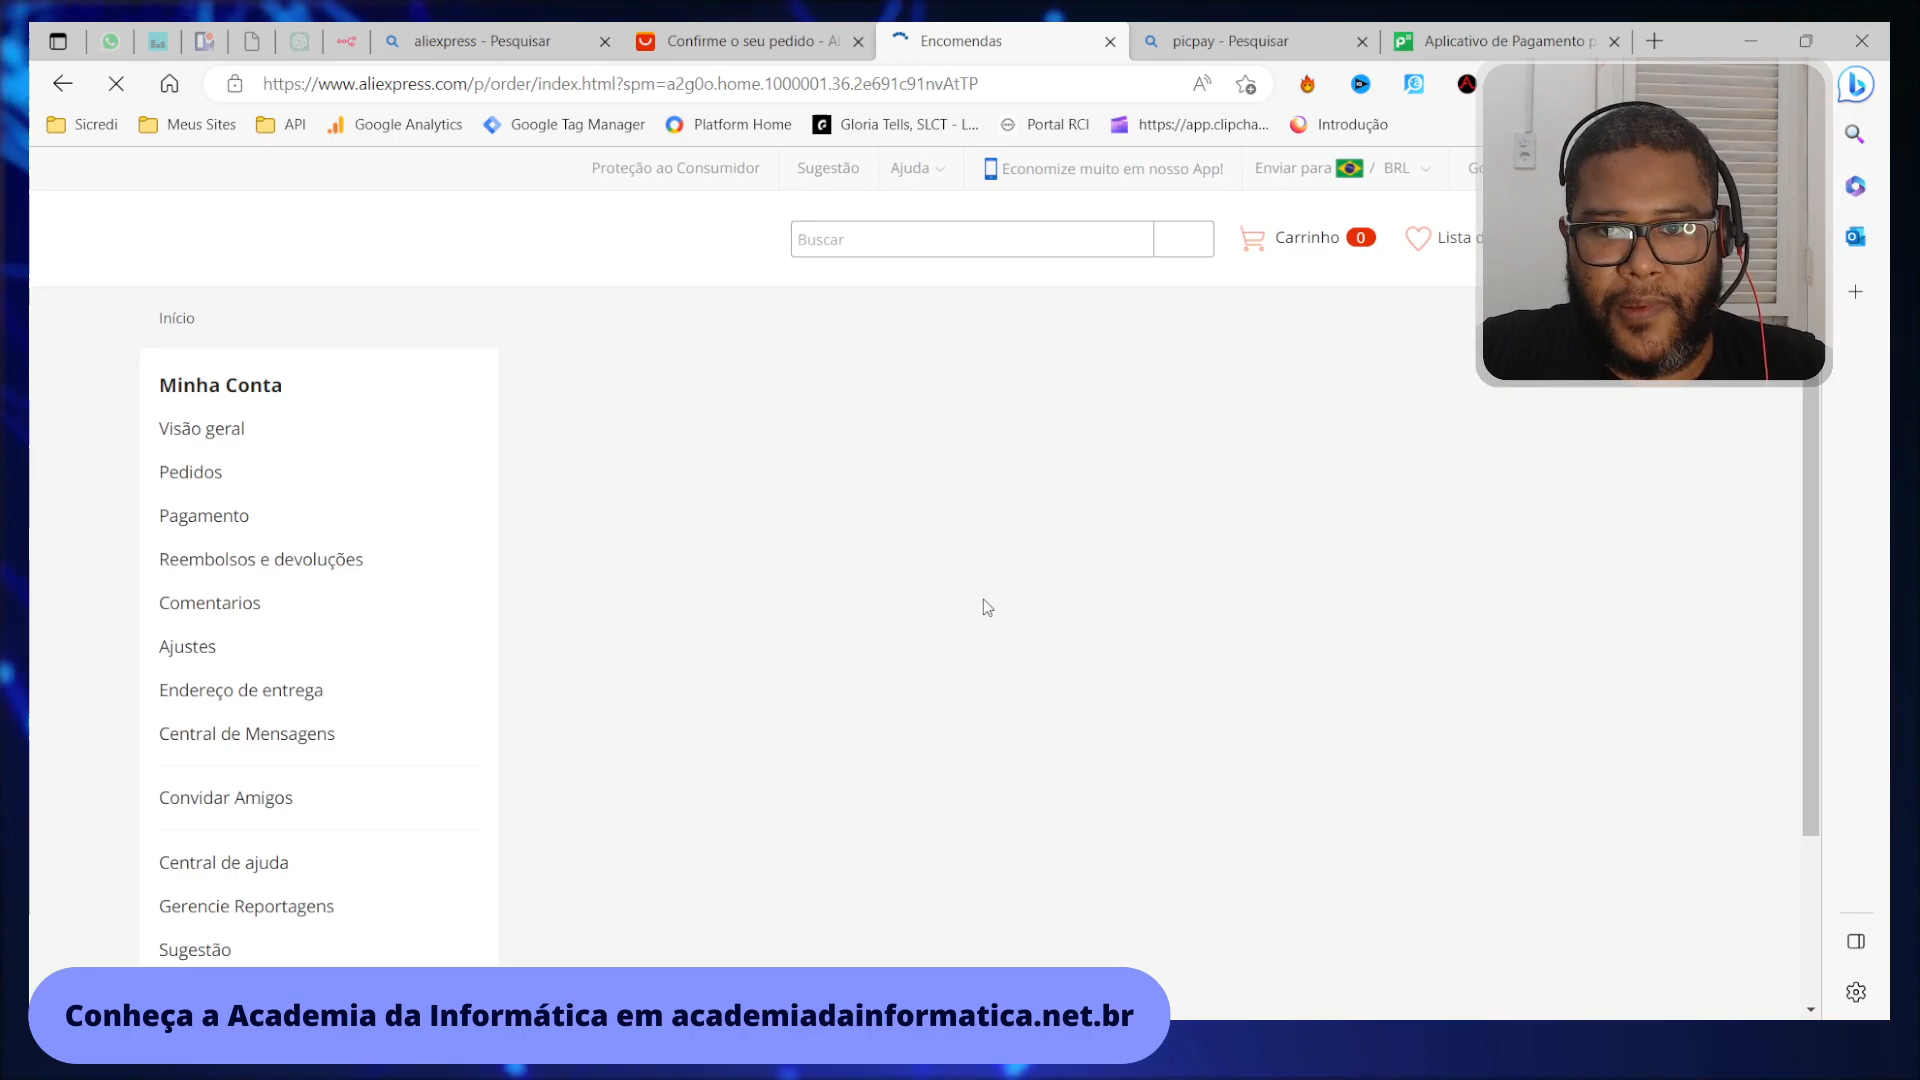 aliexpress - Pesquisar
Confirme o seu pedido - Al
Encomendas
picpay - Pesquisar
Aplicativo de Pagamento p
https://www.aliexpress.com/p/order/index.html?spm=a2g0o.home.1000001.36.2e691c91nvAtTP
Sicredi
Meus Sites
API
Google Analytics
Google Tag Manager
Platform Home
Gloria Tells, SLCT - L...
Portal RCI
https://app.clipcha...
Introdução
Proteção ao Consumidor
Sugestão
Ajuda
Economize muito em nosso App!
Enviar para / BRL
Buscar
Carrinho 0
Lista
Início
Minha Conta
Visão geral
Pedidos
Pagamento
Reembolsos e devoluções
Comentarios
Ajustes
Endereço de entrega
Central de Mensagens
Convidar Amigos
Central de ajuda
Gerencie Reportagens
Sugestão
Conheça a Academia da Informática em academiadainformatica.net.br